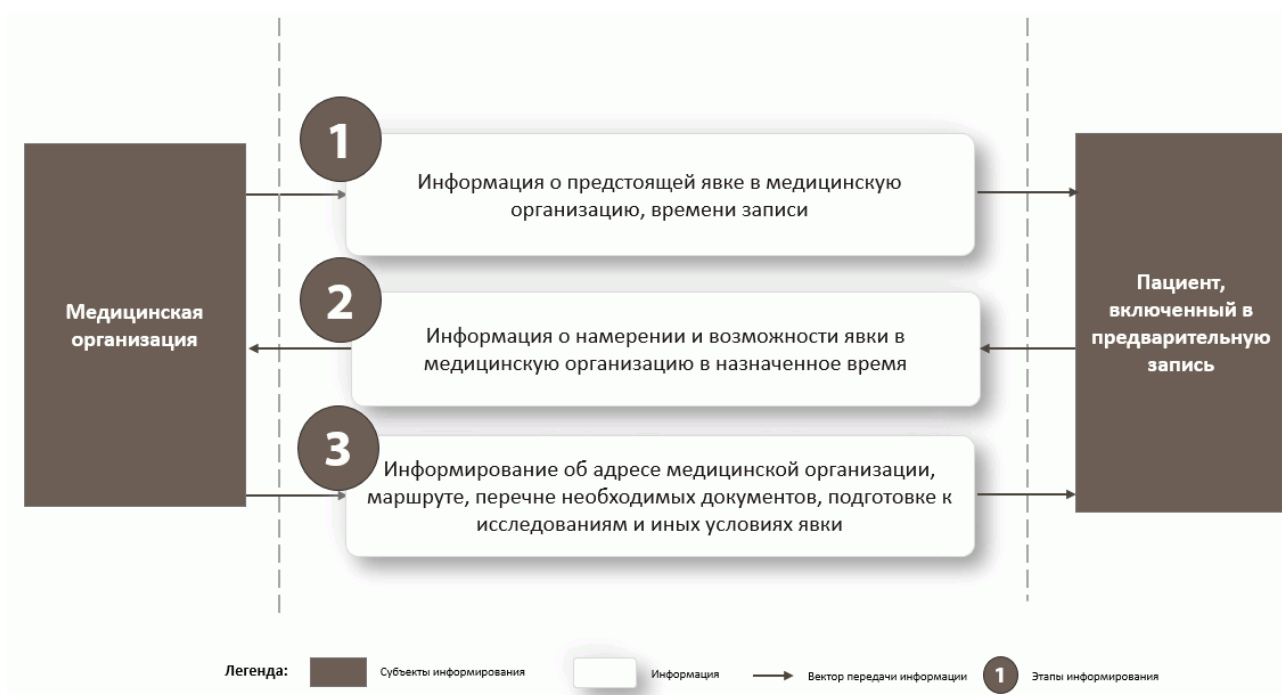 1
Информация о предстоящей явке в медицинскую
организацию, времени записи
Медицинская
организация
2
Информация о намерении и возможности явки в
медицинскую организацию в назначенное время
Пациент,
включенный в
предварительную
запись
3
Информирование об адресе медицинской организации,
маршруте, перечне необходимых документов, подготовке к
исследованиям и иных условиях явки
Легенда:
Субъекты информирования
Информация
Вектор передачи информации
1
Этапы информирования